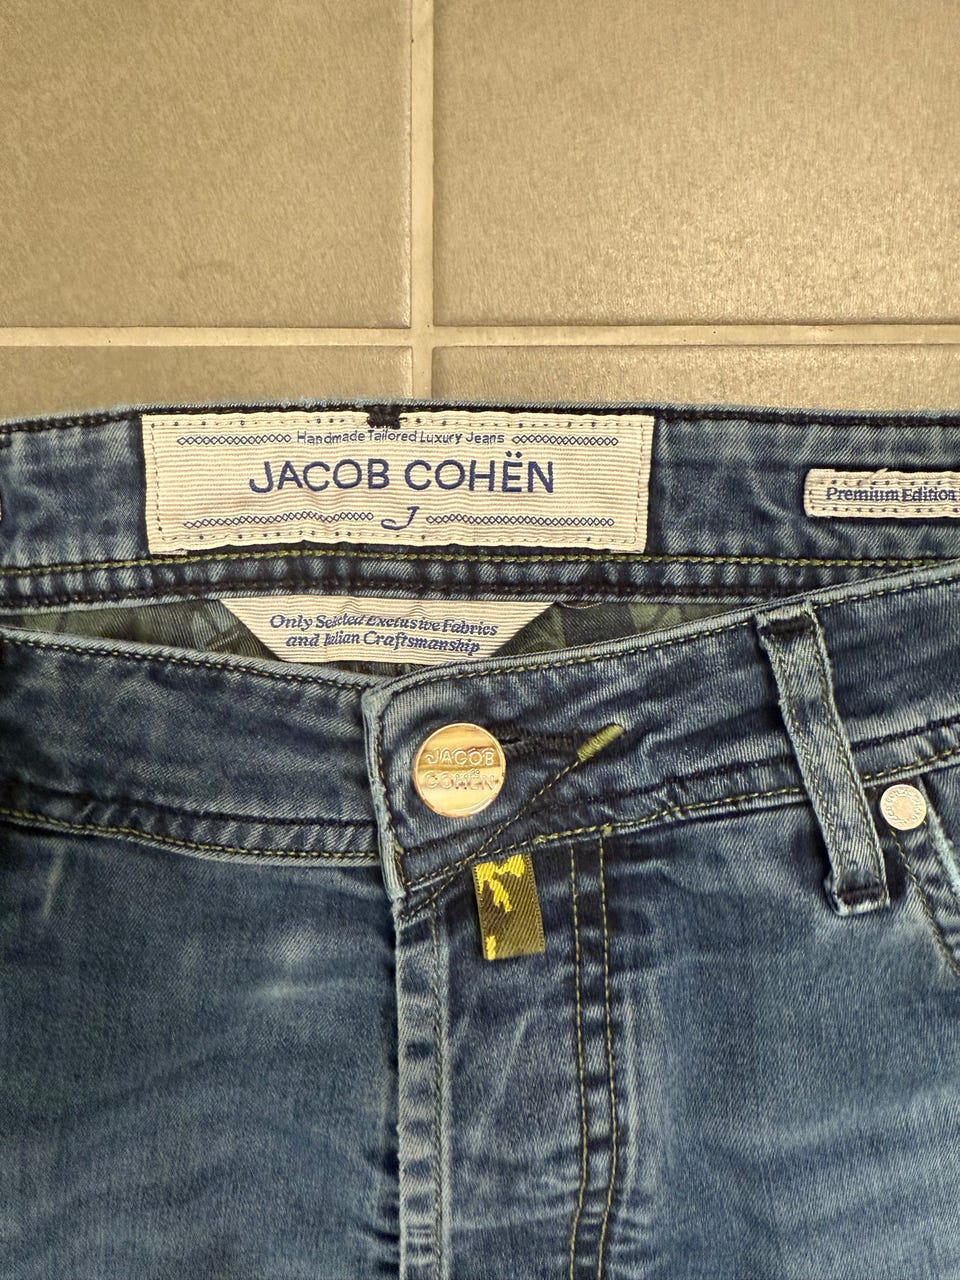 Handmade Tailored Luxury Jeans
JACOB COHËN
J
Premium Edition
Only Selected Exclusive Fabrics
and Italian Craftsmanship
JACOB
COHËN